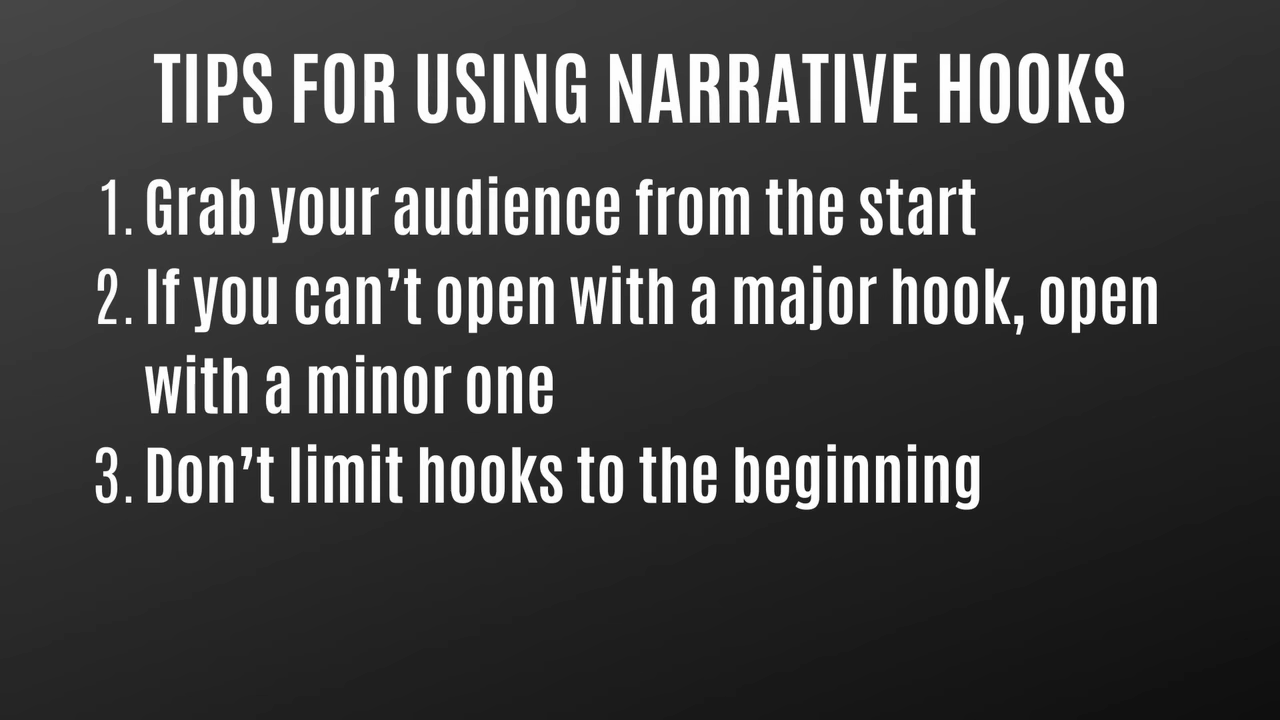 TIPS FOR USING NARRATIVE HOOKS
1. Grab your audience from the start
2. If you can’t open with a major hook, open
with a minor one
3. Don’t limit hooks to the beginning